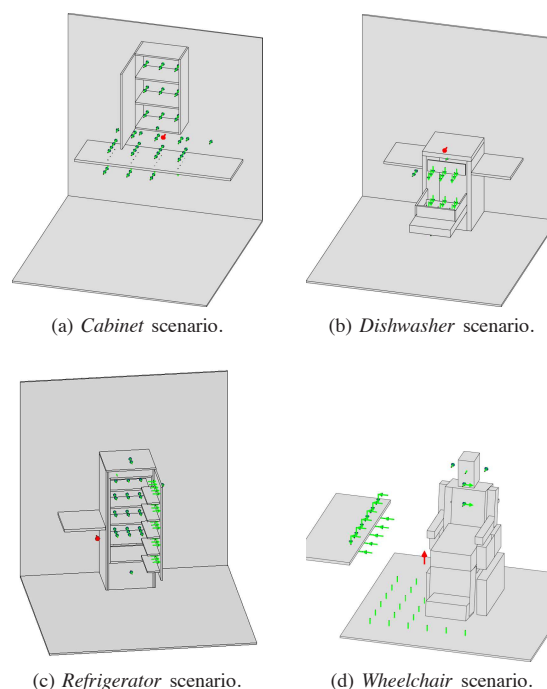 (a) Cabinet scenario.
(b) Dishwasher scenario.
(c) Refrigerator scenario.
(d) Wheelchair scenario.